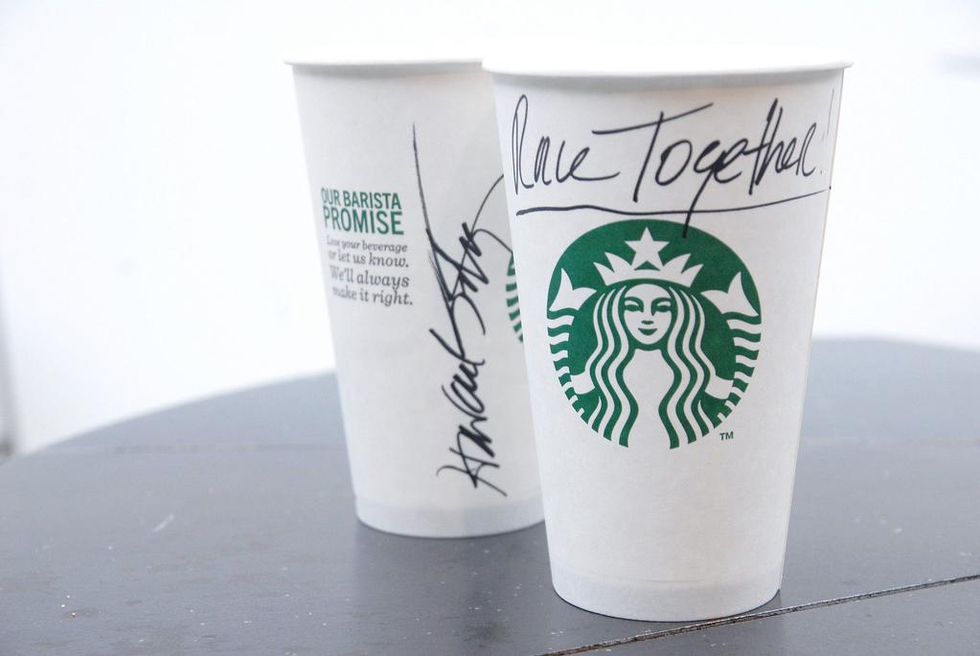 OUR BARISTA
PROMISE
Love your beverage
or let us know.
We'll always
make it right.
Howard
Race Together!
TM